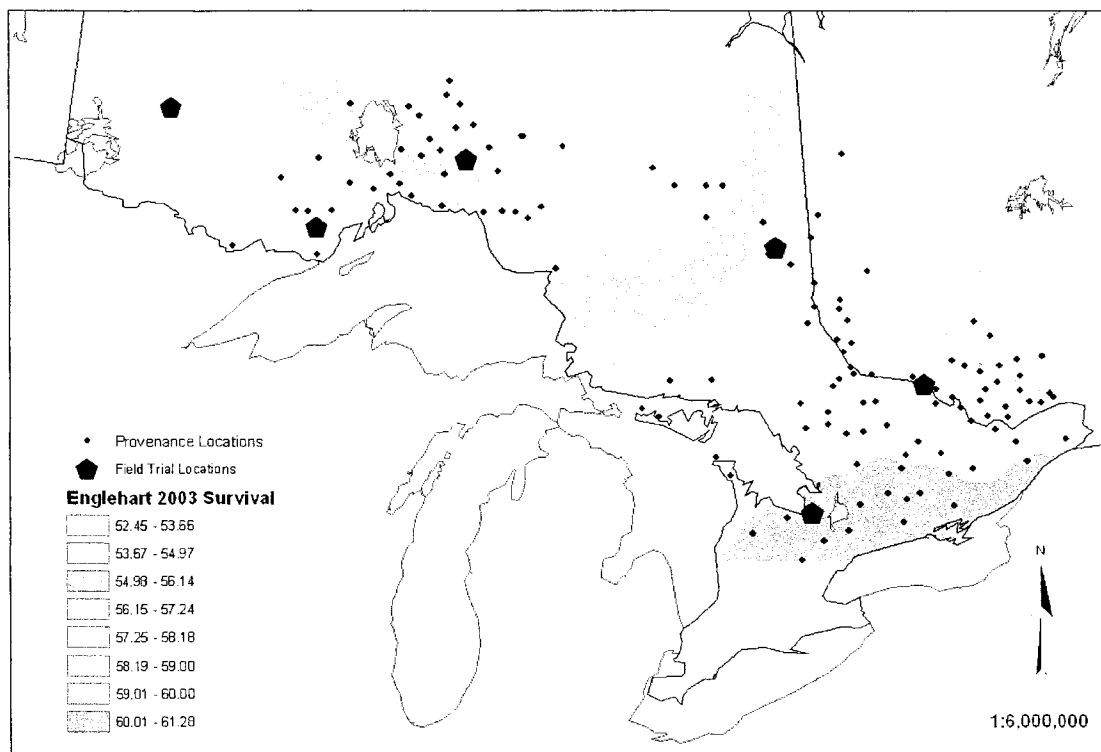 Provenance Locations
Field Trial Locations
Englehart 2003 Survival
52.45 - 53.66
53.67 - 54.97
54.98 - 56.14
56.15 - 57.24
57.25 - 58.18
58.19 - 59.00
59.01 - 60.00
60.01 - 61.28
N
1:6,000,000